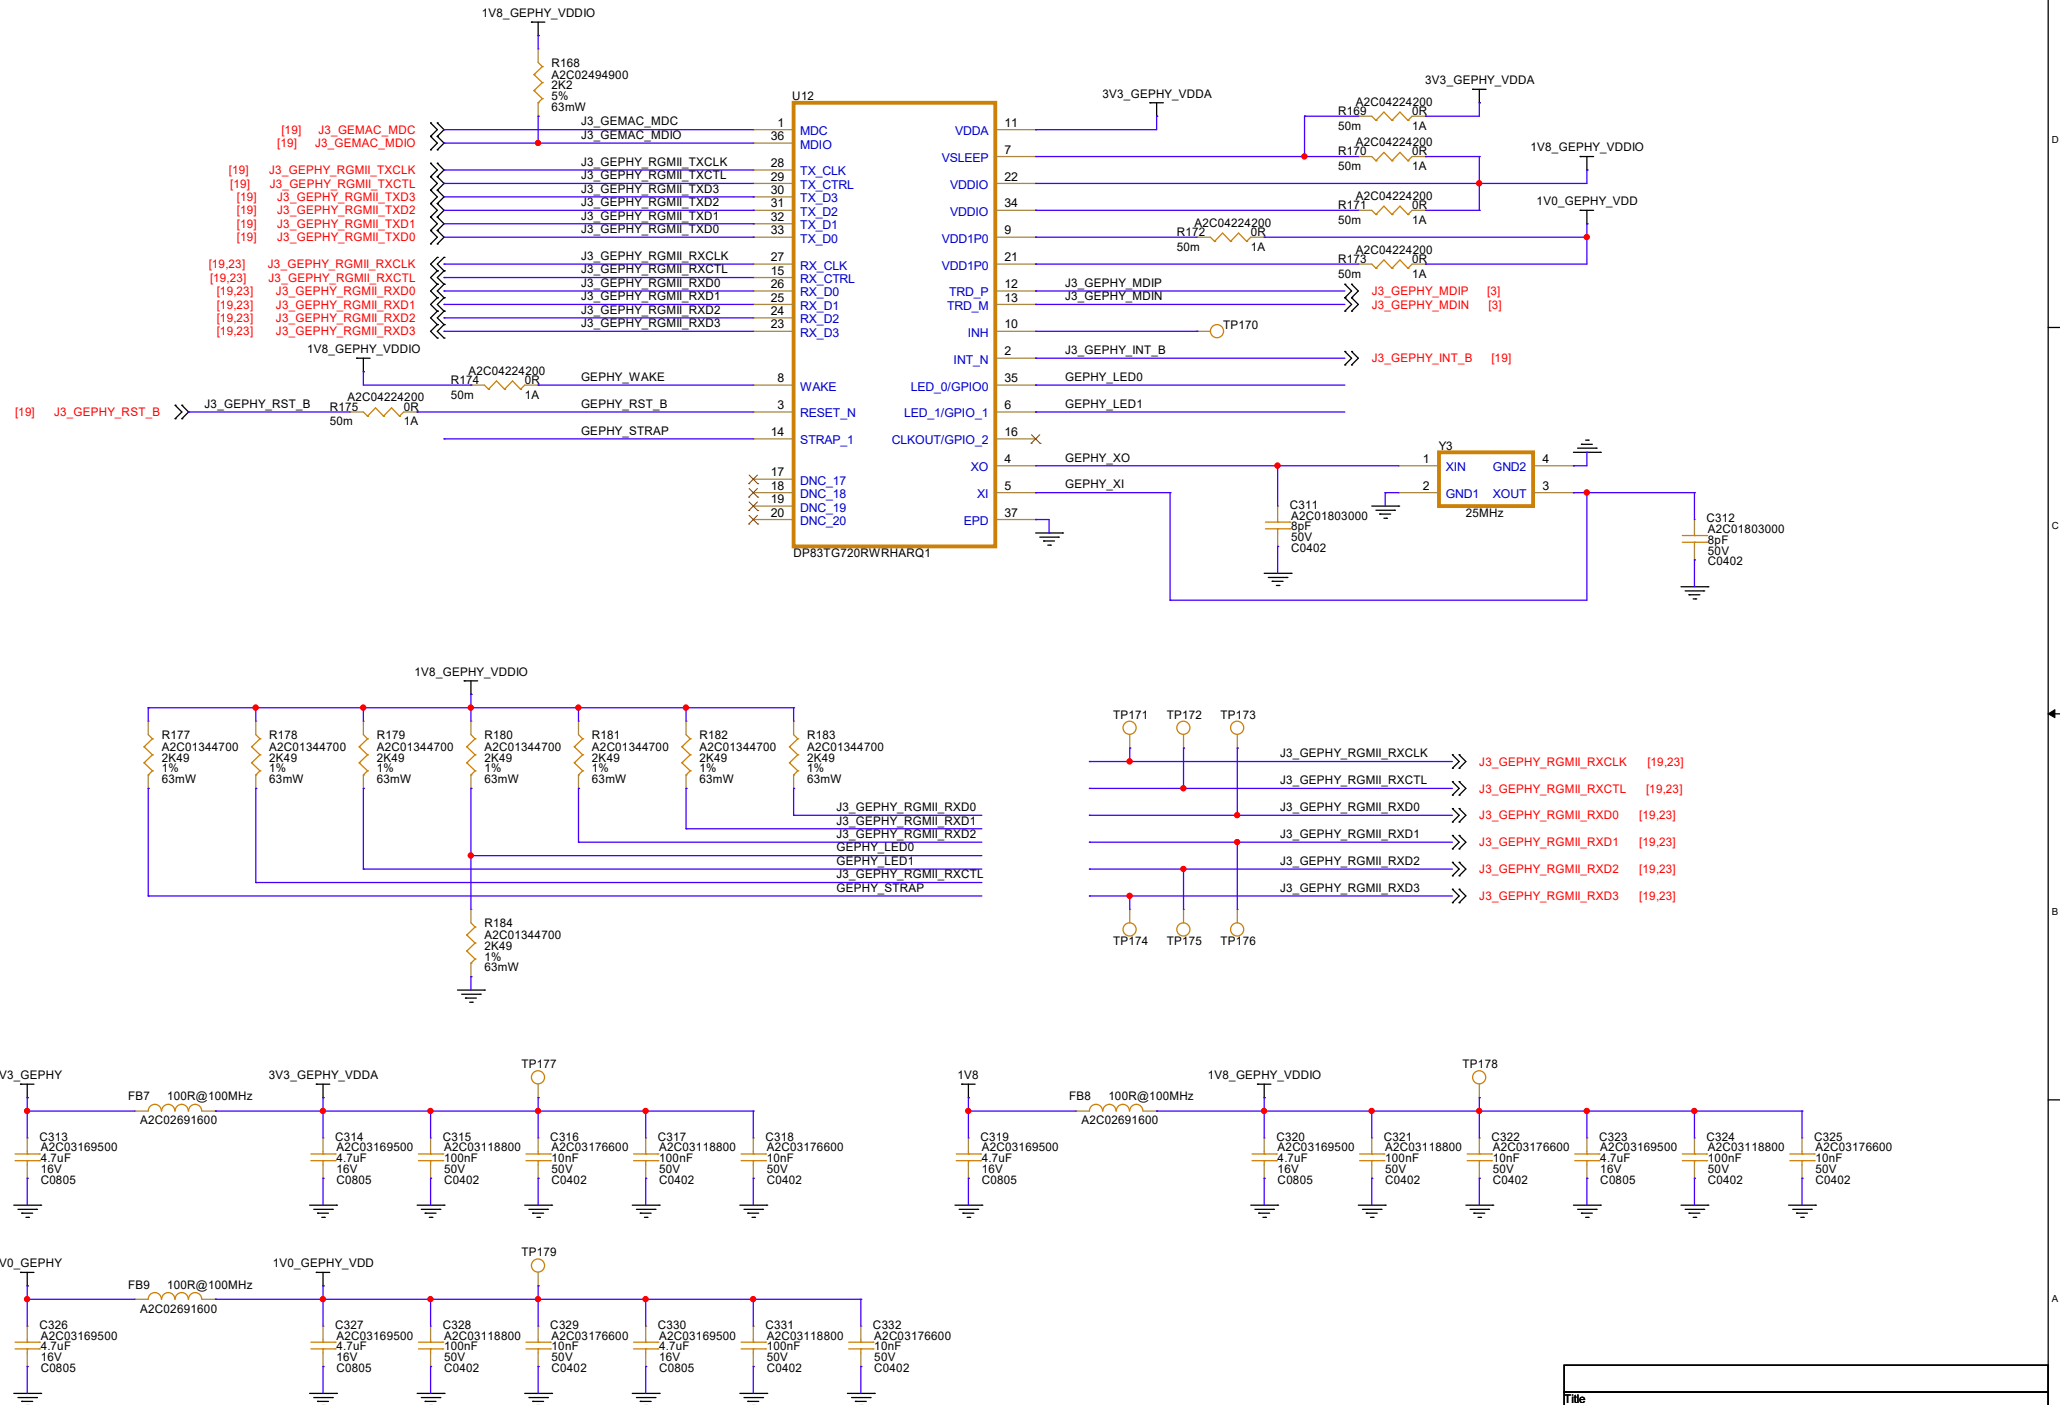 1V8_GEPHY_VDDIO
R168
A2C02494900
2K2
5%
63mW
U12
[19] J3_GEMAC_MDC
J3_GEMAC_MDC
1
MDC
[19] J3_GEMAC_MDIO
J3_GEMAC_MDIO
36
MDIO
[19] J3_GEPHY_RGMII_TXCLK
J3_GEPHY_RGMII_TXCLK
28
TX_CLK
[19] J3_GEPHY_RGMII_TXCTL
J3_GEPHY_RGMII_TXCTL
29
TX_CTRL
[19] J3_GEPHY_RGMII_TXD3
J3_GEPHY_RGMII_TXD3
30
TX_D3
[19] J3_GEPHY_RGMII_TXD2
J3_GEPHY_RGMII_TXD2
31
TX_D2
[19] J3_GEPHY_RGMII_TXD1
J3_GEPHY_RGMII_TXD1
32
TX_D1
[19] J3_GEPHY_RGMII_TXD0
J3_GEPHY_RGMII_TXD0
33
TX_D0
[19,23] J3_GEPHY_RGMII_RXCLK
J3_GEPHY_RGMII_RXCLK
27
RX_CLK
[19,23] J3_GEPHY_RGMII_RXCTL
J3_GEPHY_RGMII_RXCTL
15
RX_CTRL
[19,23] J3_GEPHY_RGMII_RXD0
J3_GEPHY_RGMII_RXD0
26
RX_D0
[19,23] J3_GEPHY_RGMII_RXD1
J3_GEPHY_RGMII_RXD1
25
RX_D1
[19,23] J3_GEPHY_RGMII_RXD2
J3_GEPHY_RGMII_RXD2
24
RX_D2
[19,23] J3_GEPHY_RGMII_RXD3
J3_GEPHY_RGMII_RXD3
23
RX_D3
1V8_GEPHY_VDDIO
A2C04224200
R174 0R
50m 1A
GEPHY_WAKE
8
WAKE
[19] J3_GEPHY_RST_B
J3_GEPHY_RST_B
A2C04224200
R175 0R
50m 1A
GEPHY_RST_B
3
RESET_N
GEPHY_STRAP
14
STRAP_1
17
DNC_17
18
DNC_18
19
DNC_19
20
DNC_20
DP83TG720RWRHARQ1
VDDA
11
3V3_GEPHY_VDDA
VSLEEP
7
3V3_GEPHY_VDDA
A2C04224200
R169 0R
50m 1A
A2C04224200
R170 0R
50m 1A
1V8_GEPHY_VDDIO
VDDIO
22
VDDIO
34
A2C04224200
R171 0R
50m 1A
1V0_GEPHY_VDD
VDD1P0
9
A2C04224200
R172 0R
50m 1A
VDD1P0
21
A2C04224200
R173 0R
50m 1A
TRD_P
12
J3_GEPHY_MDIP
J3_GEPHY_MDIP [3]
TRD_M
13
J3_GEPHY_MDIN
J3_GEPHY_MDIN [3]
INH
10
TP170
INT_N
2
J3_GEPHY_INT_B
J3_GEPHY_INT_B [19]
LED_0/GPIO0
35
GEPHY_LED0
LED_1/GPIO_1
6
GEPHY_LED1
CLKOUT/GPIO_2
16
XO
4
GEPHY_XO
XI
5
GEPHY_XI
EPD
37
C311
A2C01803000
8pF
50V
C0402
Y3
1
XIN
GND2
4
2
GND1
XOUT
3
25MHz
C312
A2C01803000
8pF
50V
C0402
D
C
1V8_GEPHY_VDDIO
R177
A2C01344700
2K49
1%
63mW
R178
A2C01344700
2K49
1%
63mW
R179
A2C01344700
2K49
1%
63mW
R180
A2C01344700
2K49
1%
63mW
R181
A2C01344700
2K49
1%
63mW
R182
A2C01344700
2K49
1%
63mW
R183
A2C01344700
2K49
1%
63mW
J3_GEPHY_RGMII_RXD0
J3_GEPHY_RGMII_RXD1
J3_GEPHY_RGMII_RXD2
GEPHY_LED0
GEPHY_LED1
J3_GEPHY_RGMII_RXCTL
GEPHY_STRAP
R184
A2C01344700
2K49
1%
63mW
TP171 TP172 TP173
J3_GEPHY_RGMII_RXCLK
J3_GEPHY_RGMII_RXCLK [19,23]
J3_GEPHY_RGMII_RXCTL
J3_GEPHY_RGMII_RXCTL [19,23]
J3_GEPHY_RGMII_RXD0
J3_GEPHY_RGMII_RXD0 [19,23]
J3_GEPHY_RGMII_RXD1
J3_GEPHY_RGMII_RXD1 [19,23]
J3_GEPHY_RGMII_RXD2
J3_GEPHY_RGMII_RXD2 [19,23]
J3_GEPHY_RGMII_RXD3
J3_GEPHY_RGMII_RXD3 [19,23]
TP174 TP175 TP176
B
V3_GEPHY
FB7 100R@100MHz
A2C02691600
3V3_GEPHY_VDDA
TP177
C313
A2C03169500
4.7uF
16V
C0805
C314
A2C03169500
4.7uF
16V
C0805
C315
A2C03118800
100nF
50V
C0402
C316
A2C03176600
10nF
50V
C0402
C317
A2C03118800
100nF
50V
C0402
C318
A2C03176600
10nF
50V
C0402
1V8
FB8 100R@100MHz
A2C02691600
1V8_GEPHY_VDDIO
TP178
C319
A2C03169500
4.7uF
16V
C0805
C320
A2C03169500
4.7uF
16V
C0805
C321
A2C03118800
100nF
50V
C0402
C322
A2C03176600
10nF
50V
C0402
C323
A2C03169500
4.7uF
16V
C0805
C324
A2C03118800
100nF
50V
C0402
C325
A2C03176600
10nF
50V
C0402
V0_GEPHY
FB9 100R@100MHz
A2C02691600
1V0_GEPHY_VDD
TP179
C326
A2C03169500
4.7uF
16V
C0805
C327
A2C03169500
4.7uF
16V
C0805
C328
A2C03118800
100nF
50V
C0402
C329
A2C03176600
10nF
50V
C0402
C330
A2C03169500
4.7uF
16V
C0805
C331
A2C03118800
100nF
50V
C0402
C332
A2C03176600
10nF
50V
C0402
A
Title